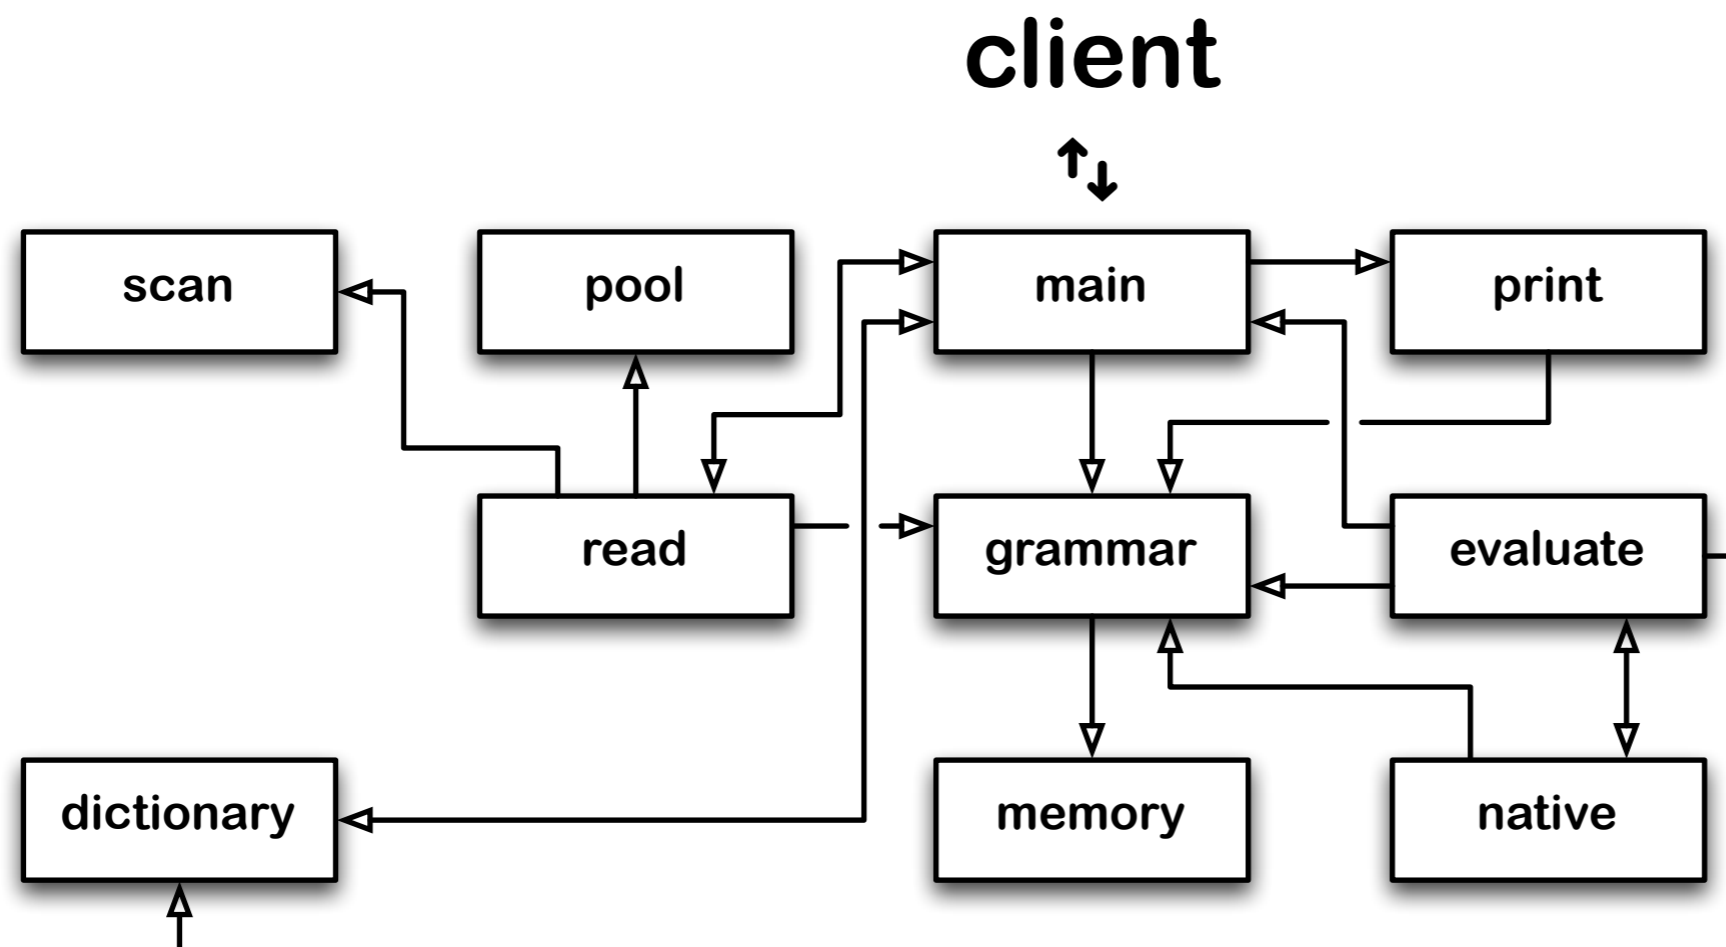 client
scan
pool
main
print
read
grammar
evaluate
dictionary
memory
native